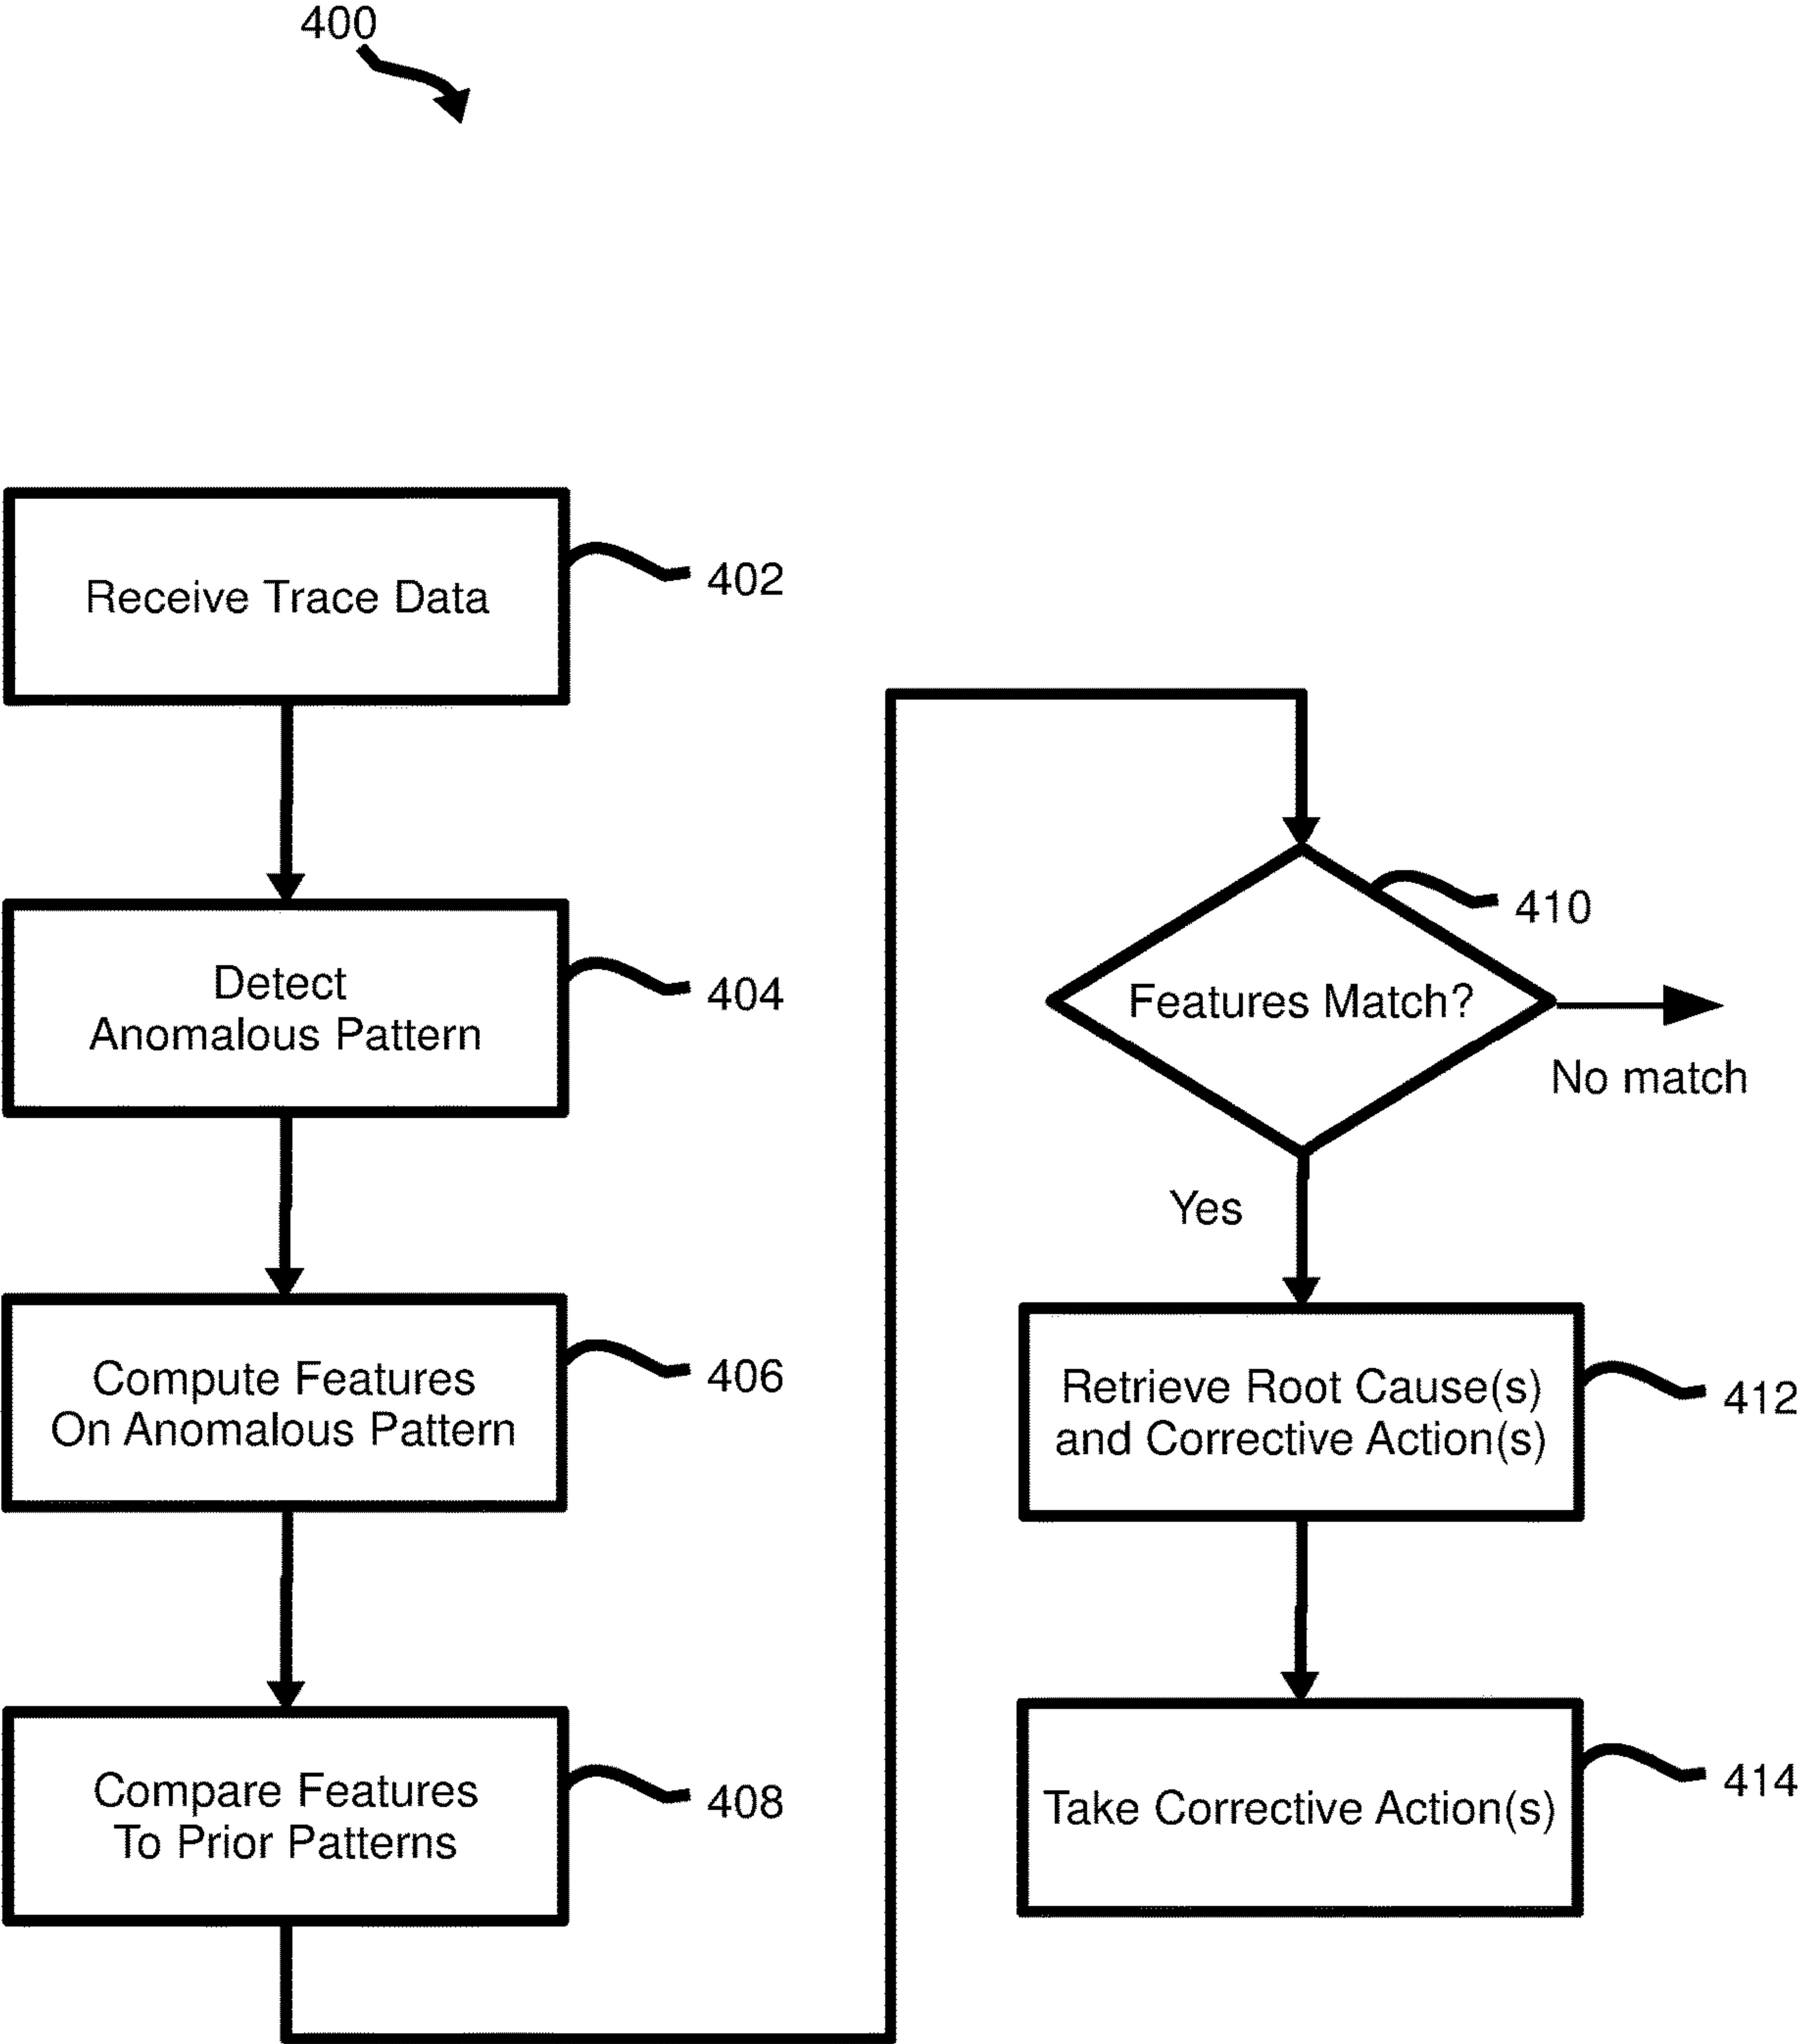 400
Receive Trace Data
402
Detect
Anomalous Pattern
404
Compute Features
On Anomalous Pattern
406
Compare Features
To Prior Patterns
408
410
Features Match?
No match
Yes
Retrieve Root Cause(s)
and Corrective Action(s)
412
Take Corrective Action(s)
414